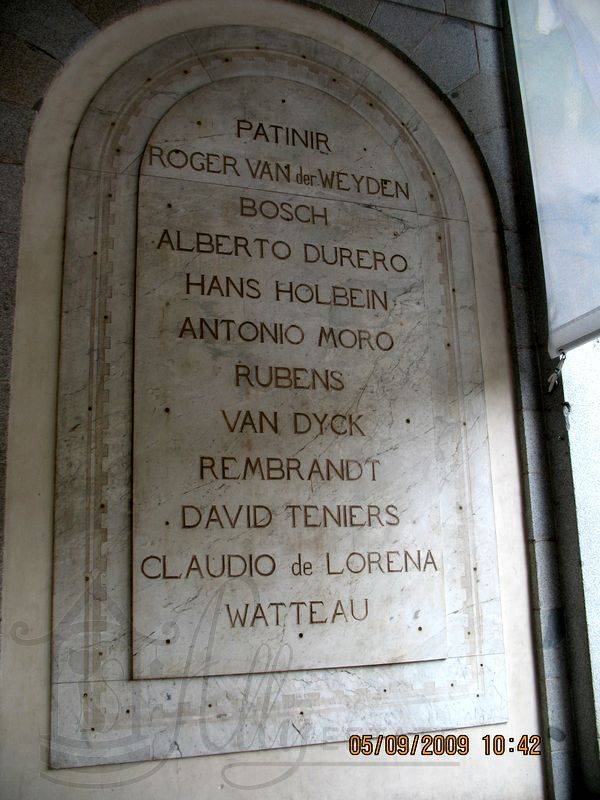 PATINIR
ROGER VAN der WEYDEN
BOSCH
ALBERTO DURERO
HANS HOLBEIN
ANTONIO MORO
RUBENS
VAN DYCK
REMBRANDT
DAVID TENIERS
CLAUDIO de LORENA
WATTEAU
05/09/2009 10:42